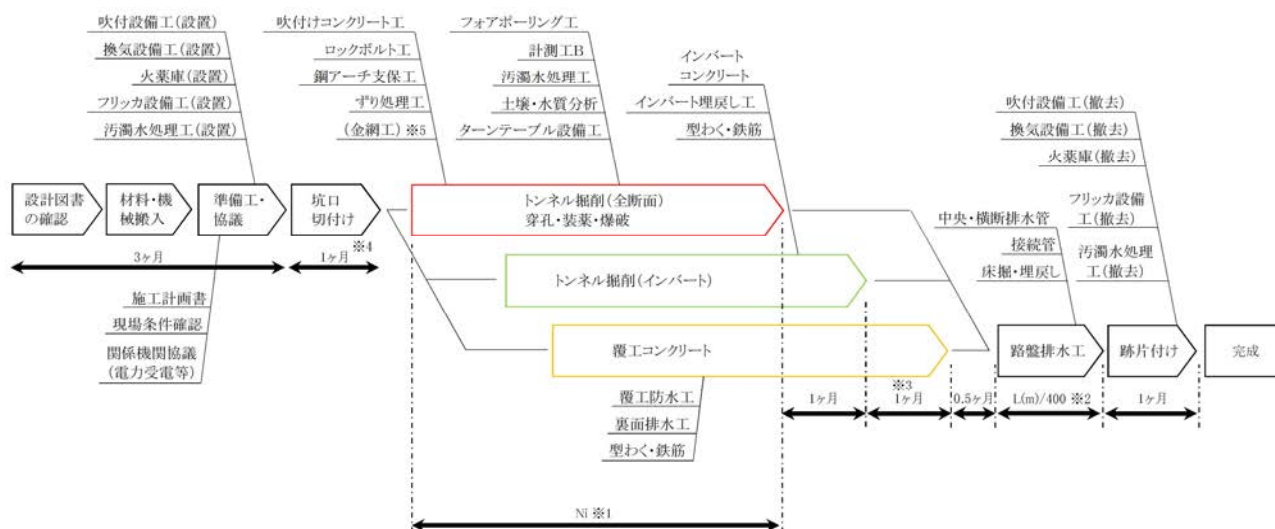 吹付設備工(設置)
換気設備工(設置)
火薬庫(設置)
フリッカ設備工(設置)
汚濁水処理工(設置)
吹付けコンクリート工
ロックボルト工
鋼アーチ支保工
ずり処理工
(金網工) ※5
フォアポーリング工
計測工B
汚濁水処理工
土壌・水質分析
ターンテーブル設備工
インバート
コンクリート
インバート埋戻し工
型わく・鉄筋
吹付設備工(撤去)
換気設備工(撤去)
火薬庫(撤去)
フリッカ設備
工(撤去)
汚濁水処理
工(撤去)
中央・横断排水管
接続管
床掘・埋戻し
設計図書
の確認
材料・機
械搬入
準備工・
協議
坑口
切付け
トンネル掘削(全断面)
穿孔・装薬・爆破
※4
3ヶ月
1ヶ月
トンネル掘削(インバート)
施工計画書
現場条件確認
関係機関協議
(電力受電等)
覆工コンクリート
路盤排水工
跡片付け
完成
覆工防水工
裏面排水工
型わく・鉄筋
※3
1ヶ月
1ヶ月
0.5ヶ月
L(m)/400 ※2
1ヶ月
Ni ※1